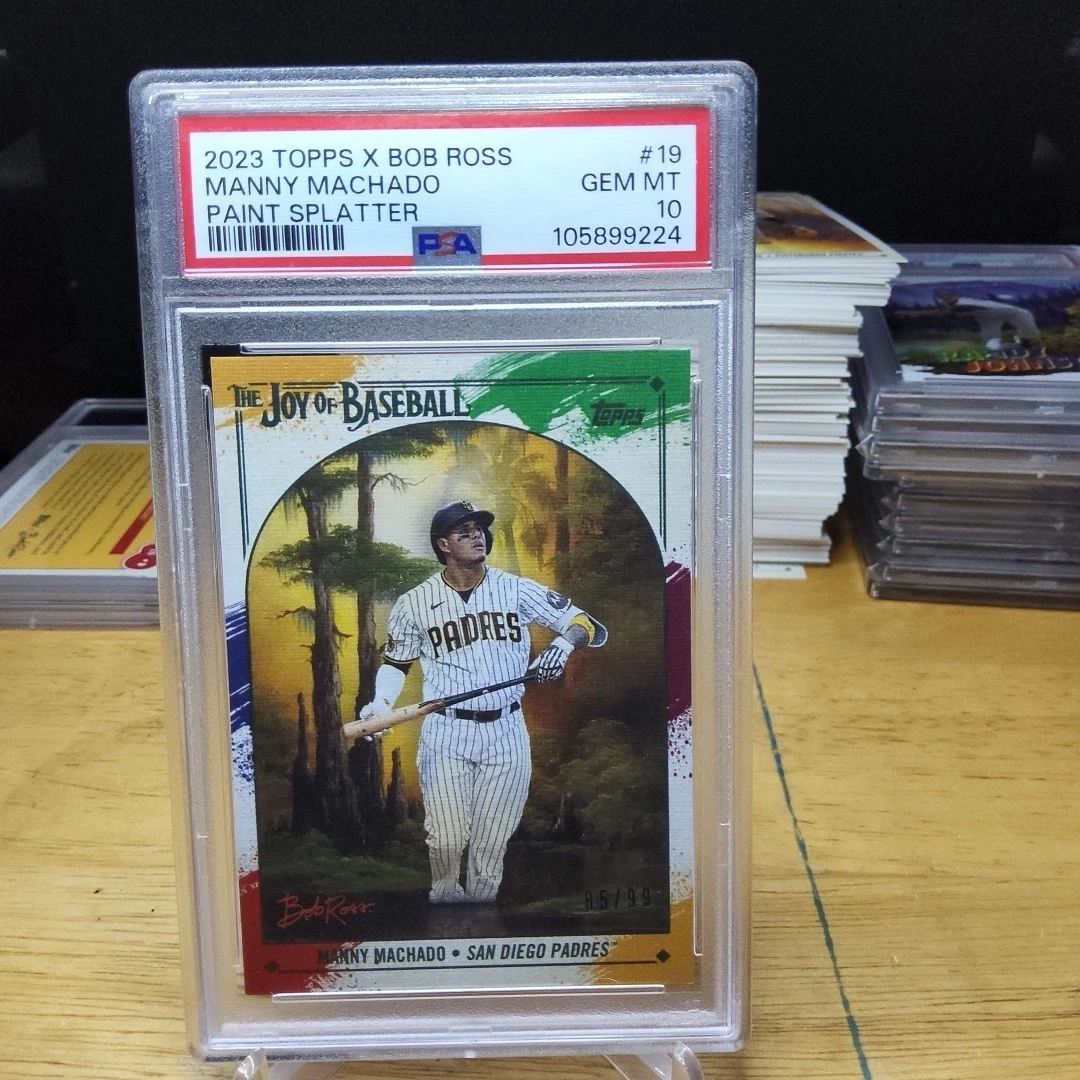 2023 TOPPS X BOB ROSS #19
MANNY MACHADO GEM MT
PAINT SPLATTER 10
PSA 105899224
THE JOY OF BASEBALL
topps
PADRES
85/99
Bob Ross
MANNY MACHADO • SAN DIEGO PADRES™